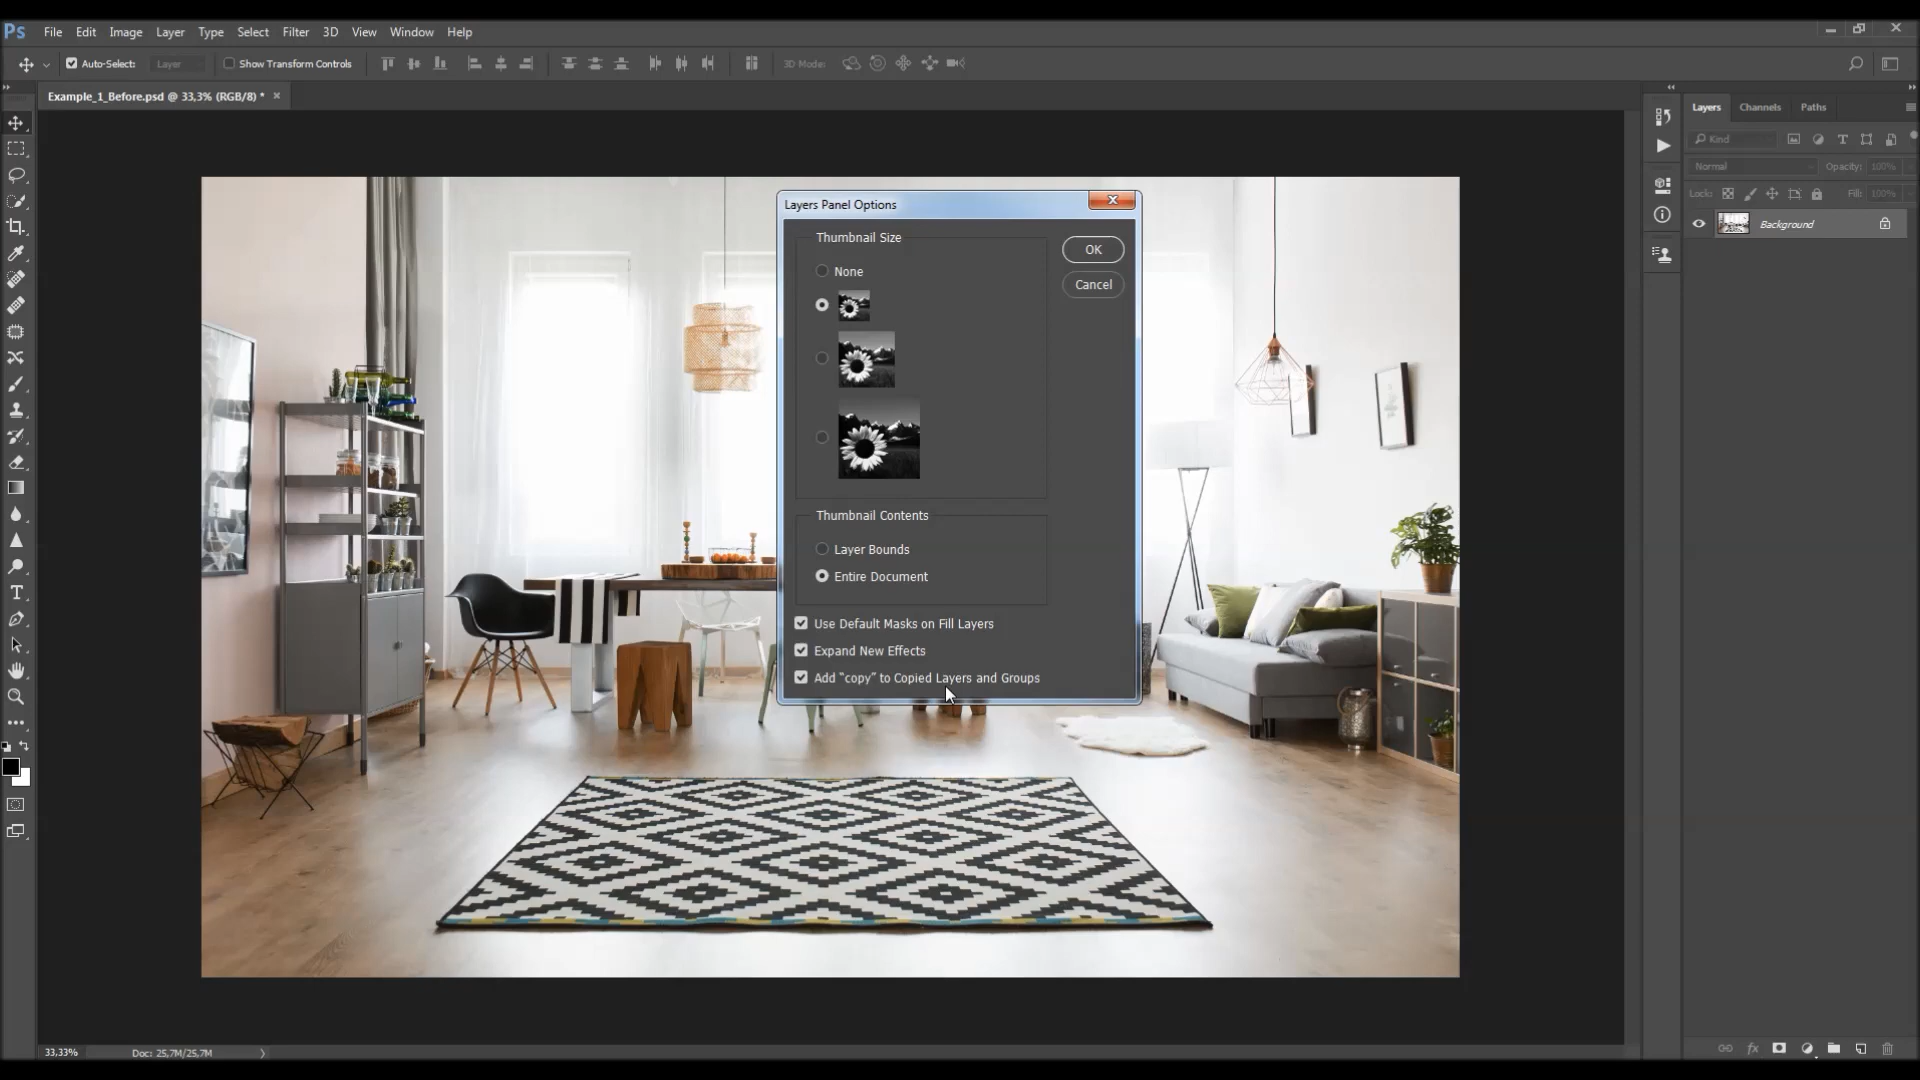 Ps File Edit Image Layer Type Select Filter 3D View Window Help
Auto-Select: Layer Show Transform Controls 3D Mode:
Example_1_Before.psd @ 33,3% (RGB/8) *
Layers Channels Paths
Kind
Normal Opacity: 100%
Lock: Fill: 100%
Background
Layers Panel Options
Thumbnail Size
OK
None
Cancel
Thumbnail Contents
Layer Bounds
Entire Document
Use Default Masks on Fill Layers
Expand New Effects
Add “copy” to Copied Layers and Groups
33,33% Doc: 25,7M/25,7M
fx